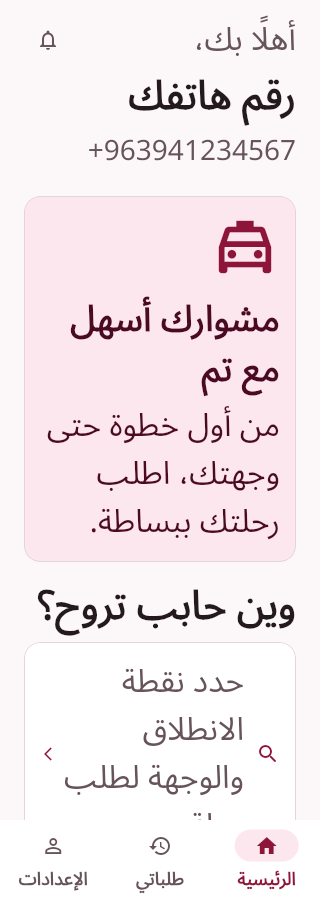 أهلًا بك،
رقم هاتفك
+963941234567
مشوارك أسهل
مع تم
من أول خطوة حتى
وجهتك، اطلب
رحلتك ببساطة.
وين حابب تروح؟
حدد نقطة
الانطلاق
والوجهة لطلب
الرئيسية
طلباتي
الإعدادات